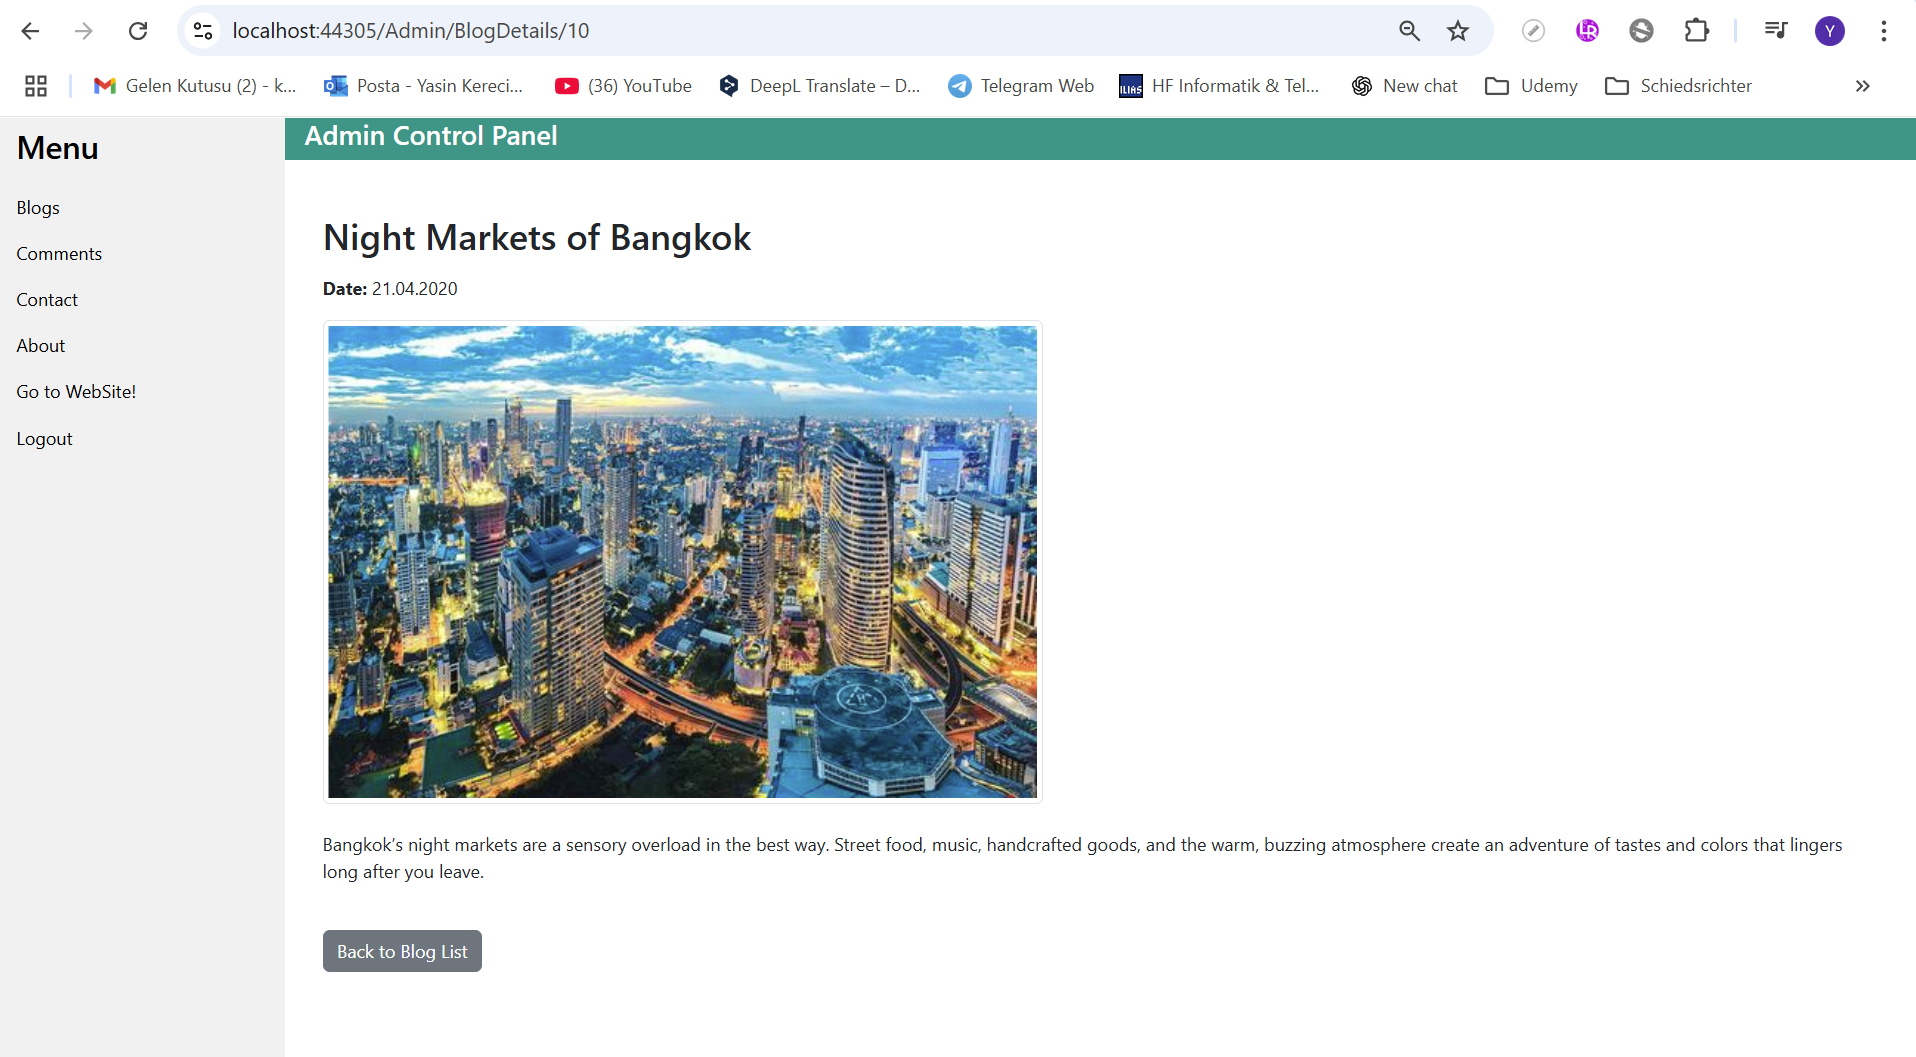 localhost:44305/Admin/BlogDetails/10
Y
Gelen Kutusu (2) - k...
Posta - Yasin Kereci...
(36) YouTube
DeepL Translate – D...
Telegram Web
ILIAS
HF Informatik & Tel...
New chat
Udemy
Schiedsrichter
Menu
Admin Control Panel
Blogs
Comments
Contact
About
Go to WebSite!
Logout
Night Markets of Bangkok
Date: 21.04.2020
Bangkok’s night markets are a sensory overload in the best way. Street food, music, handcrafted goods, and the warm, buzzing atmosphere create an adventure of tastes and colors that lingers
long after you leave.
Back to Blog List